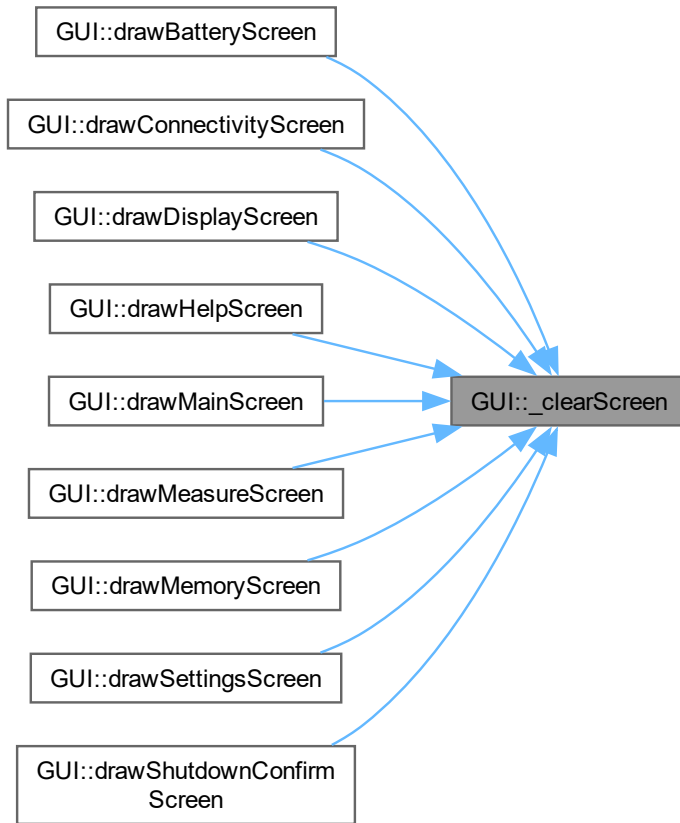 GUI::drawBatteryScreen
GUI::drawConnectivityScreen
GUI::drawDisplayScreen
GUI::drawHelpScreen
GUI::drawMainScreen
GUI::_clearScreen
GUI::drawMeasureScreen
GUI::drawMemoryScreen
GUI::drawSettingsScreen
GUI::drawShutdownConfirm
Screen